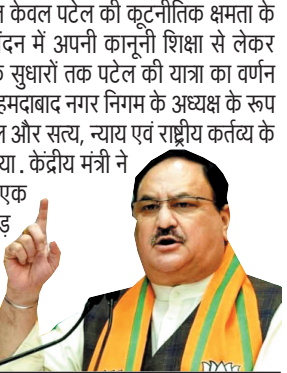 केवल पटेल की कूटनीतिक क्षमता के
में अपनी कानूनी शिक्षा से लेकर
सुधारों तक पटेल की यात्रा का वर्णन
नगर निगम के अध्यक्ष के रूप
और सत्य, न्याय एवं राष्ट्रीय कर्तव्य के
या. केंद्रीय मंत्री ने
एक